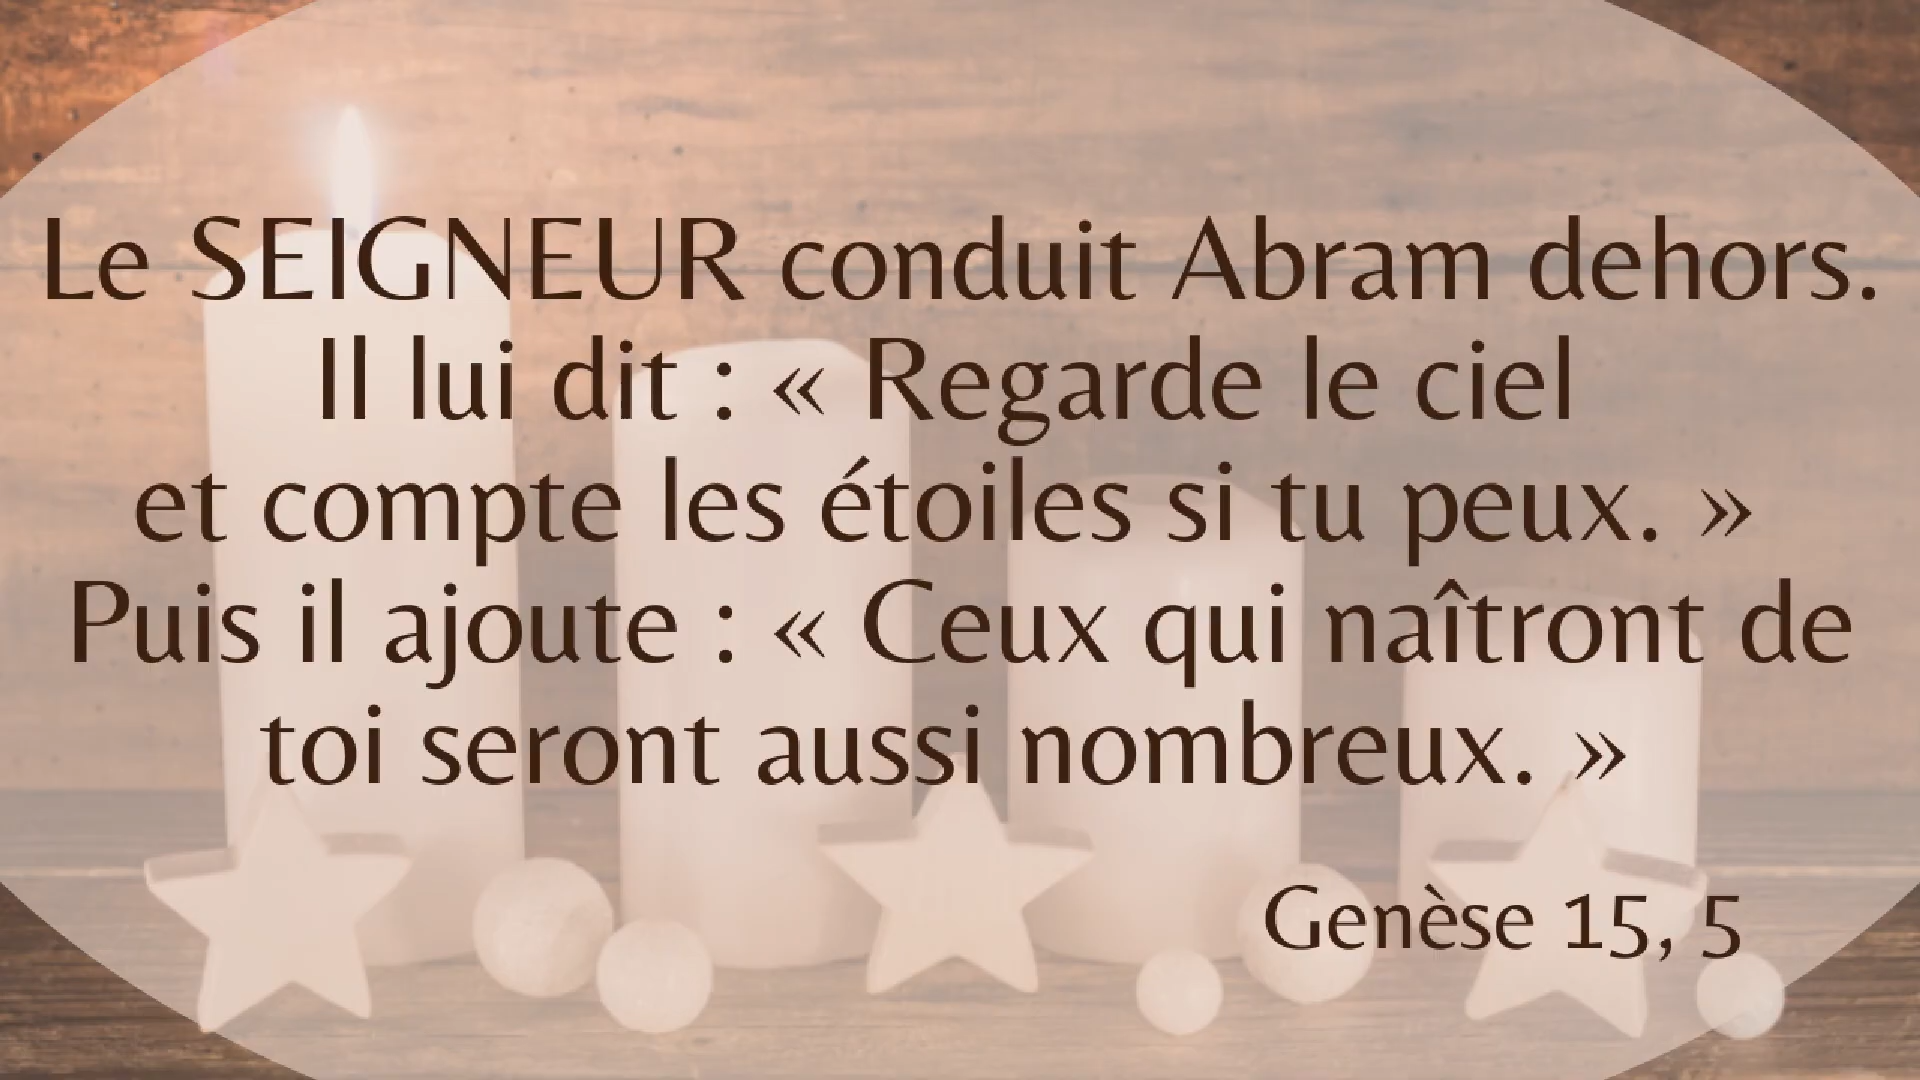 Le SEIGNEUR conduit Abram dehors.
Il lui dit : « Regarde le ciel
et compte les étoiles si tu peux. »
Puis il ajoute : « Ceux qui naîtront de
toi seront aussi nombreux. »
Genèse 15, 5